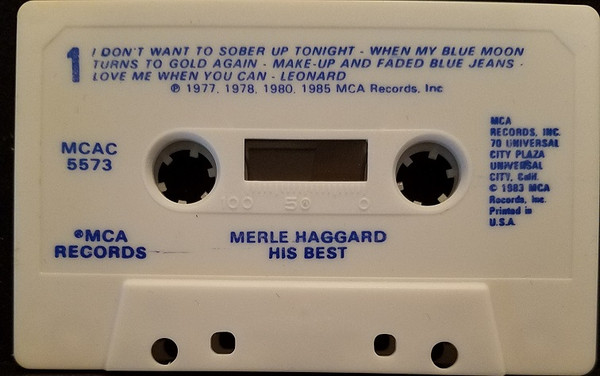 1
I DON'T WANT TO SOBER UP TONIGHT - WHEN MY BLUE MOON
TURNS TO GOLD AGAIN - MAKE-UP AND FADED BLUE JEANS -
LOVE ME WHEN YOU CAN - LEONARD
℗ 1977, 1978, 1980, 1985 MCA Records, Inc
MCAC
5573
MCA
RECORDS, INC.
70 UNIVERSAL
CITY PLAZA
UNIVERSAL
CITY, Calif.
© 1983 MCA
Records, Inc.
Printed in
U.S.A.
100 50 0
®MCA
RECORDS
MERLE HAGGARD
HIS BEST